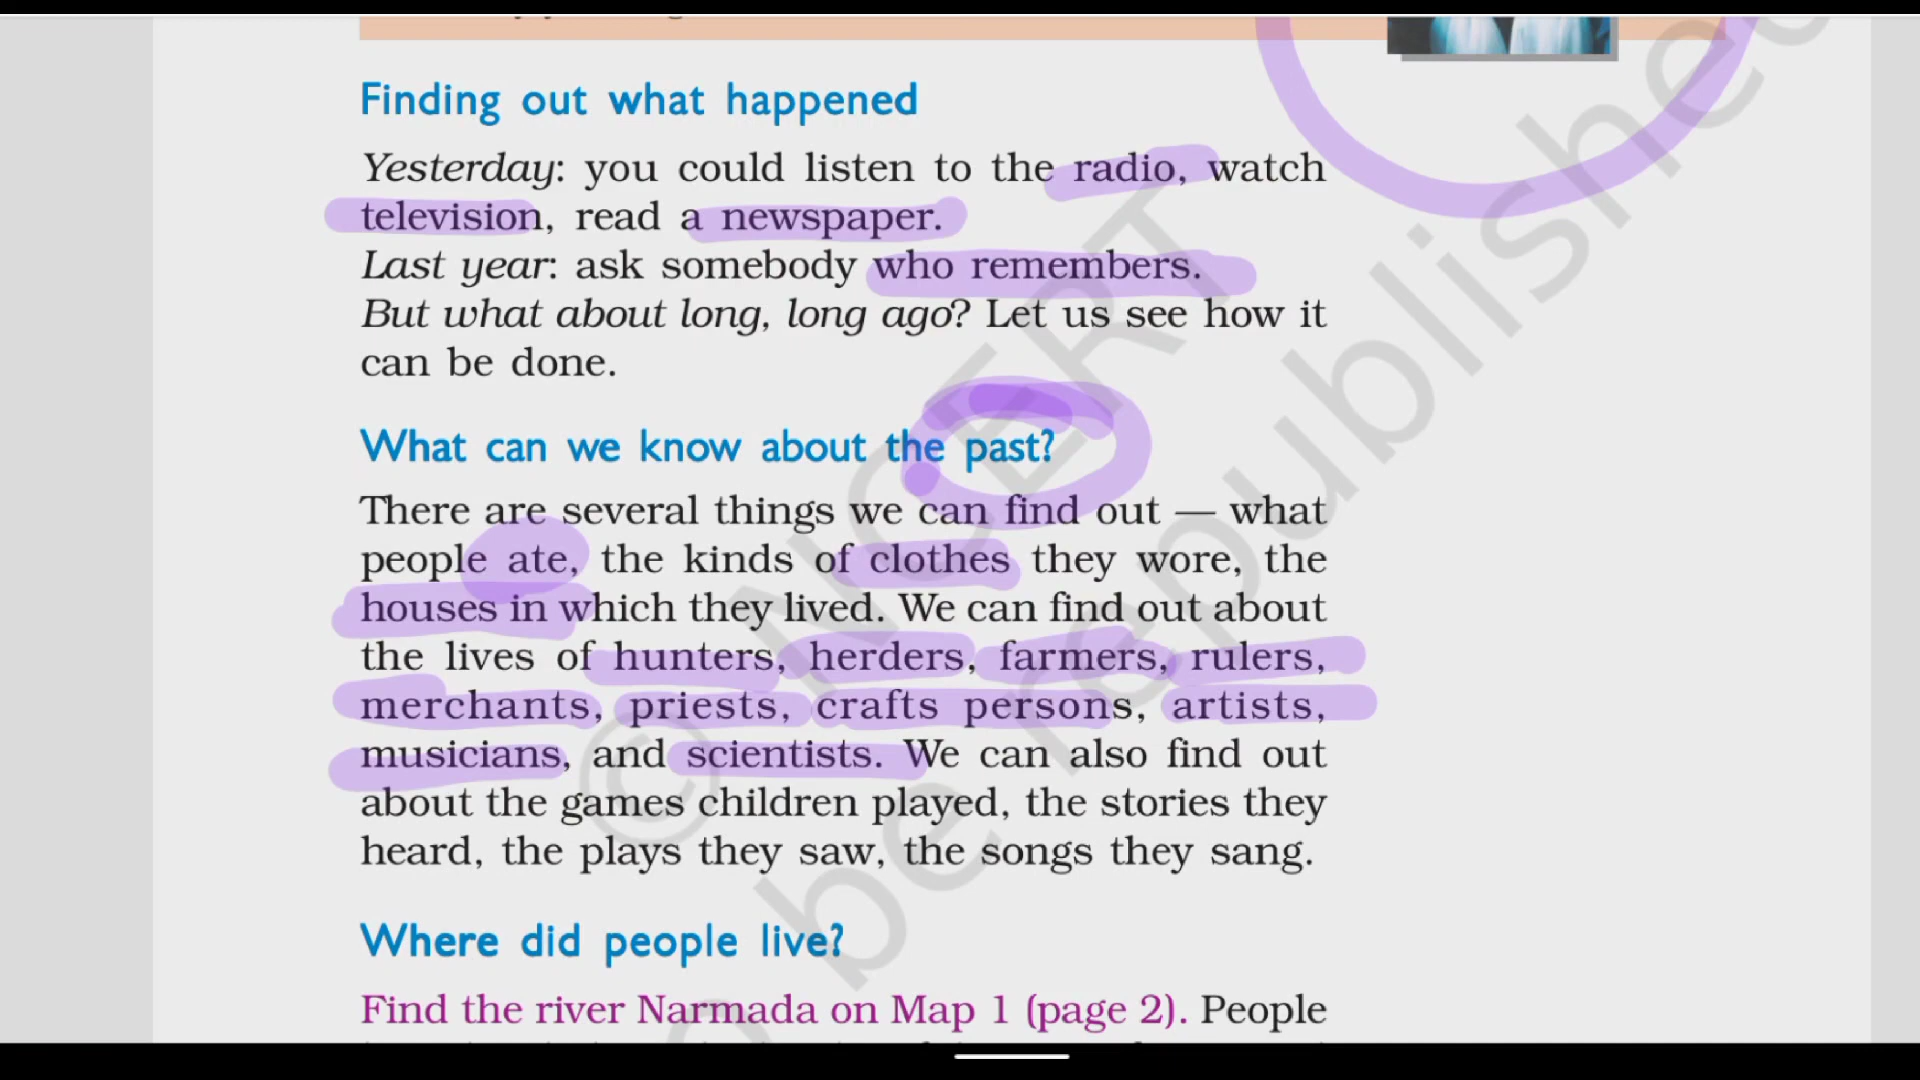 Finding out what happened
Yesterday: you could listen to the radio, watch
television, read a newspaper.
Last year: ask somebody who remembers.
But what about long, long ago? Let us see how it
can be done.
What can we know about the past?
There are several things we can find out — what
people ate, the kinds of clothes they wore, the
houses in which they lived. We can find out about
the lives of hunters, herders, farmers, rulers,
merchants, priests, crafts persons, artists,
musicians, and scientists. We can also find out
about the games children played, the stories they
heard, the plays they saw, the songs they sang.
Where did people live?
Find the river Narmada on Map 1 (page 2). People
© NCERT
be republished